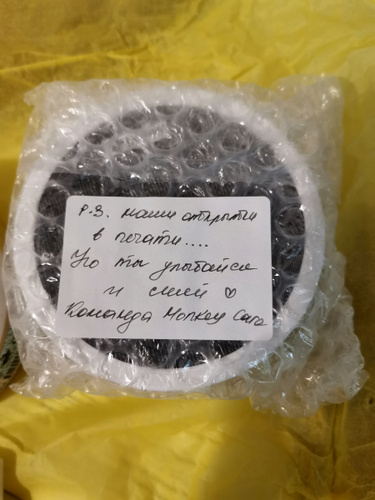 P.S. наши открытки
в печати....
Но ты улыбайся
и сияй ♡
Команда Monkey Care